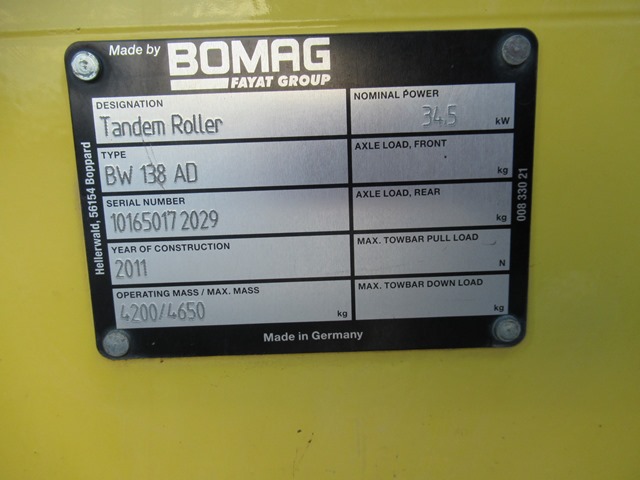 Made by BOMAG
FAYAT GROUP
DESIGNATION
Tandem Roller
NOMINAL POWER
34.5 kW
TYPE
BW 138 AD
AXLE LOAD, FRONT
kg
SERIAL NUMBER
10165017 2029
AXLE LOAD, REAR
kg
YEAR OF CONSTRUCTION
2011
MAX. TOWBAR PULL LOAD
N
OPERATING MASS / MAX. MASS
4200/4650 kg
MAX. TOWBAR DOWN LOAD
kg
Made in Germany
Hellerwald, 56154 Boppard
008 330 21